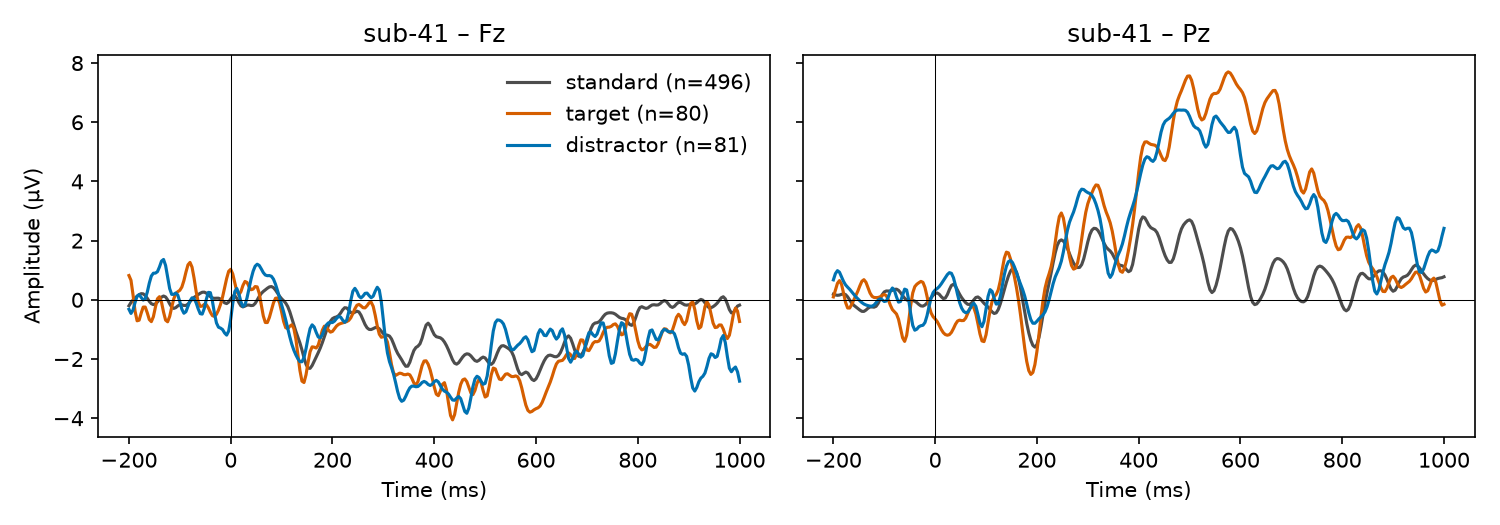 sub-41 – Fz
sub-41 – Pz
standard (n=496)
target (n=80)
distractor (n=81)
Amplitude (µV)
8
6
4
2
0
−2
−4
−200 0 200 400 600 800 1000
−200 0 200 400 600 800 1000
Time (ms)
Time (ms)